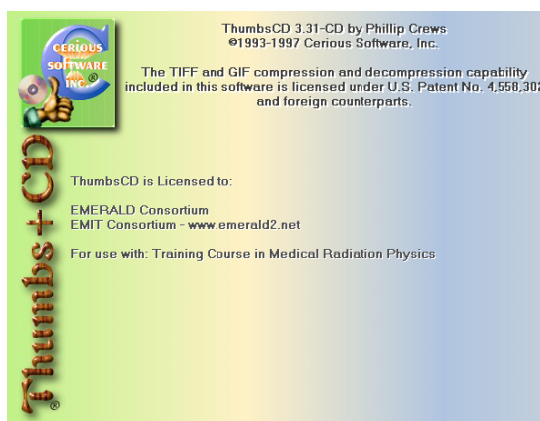 CERIOUS
SOFTWARE
INC.®
ThumbsCD 3.31-CD by Phillip Crews
©1993-1997 Cerious Software, Inc.
The TIFF and GIF compression and decompression capability
included in this software is licensed under U.S. Patent No. 4,558,302
and foreign counterparts.
Thumbs+CD®
ThumbsCD is Licensed to:
EMERALD Consortium
EMIT Consortium - www.emerald2.net
For use with: Training Course in Medical Radiation Physics